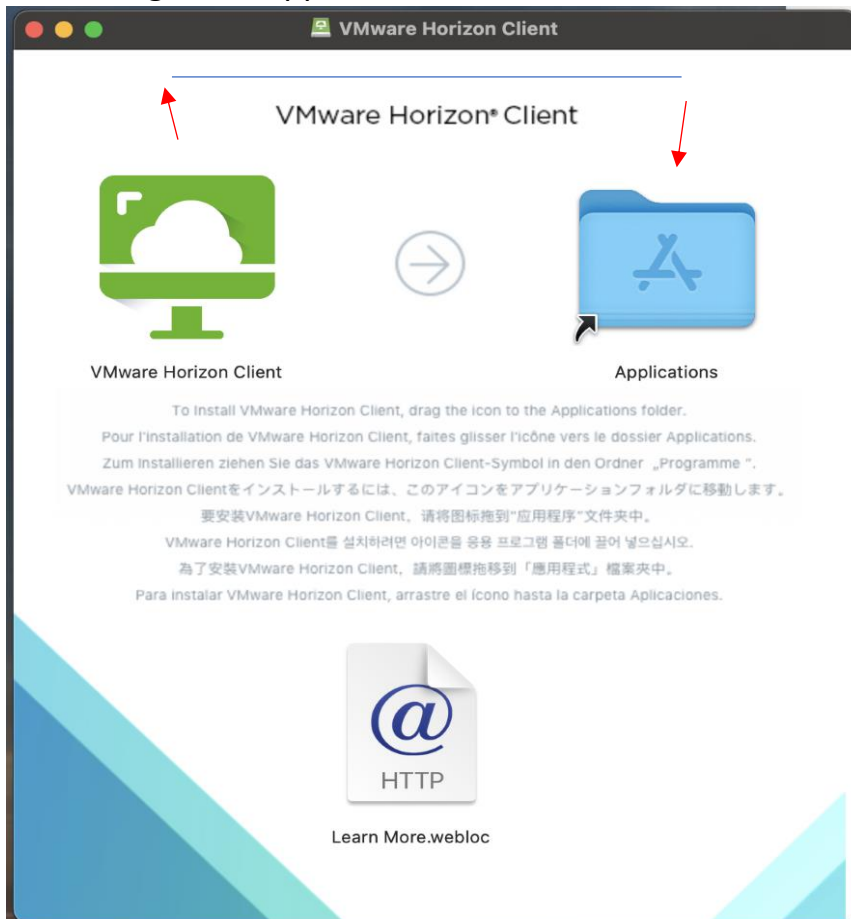 VMware Horizon Client
VMware Horizon® Client
VMware Horizon Client
Applications
To Install VMware Horizon Client, drag the icon to the Applications folder.
Pour l'installation de VMware Horizon Client, faites glisser l'icône vers le dossier Applications.
Zum Installieren ziehen Sie das VMware Horizon Client-Symbol in den Ordner „Programme “.
VMware Horizon Clientをインストールするには、このアイコンをアプリケーションフォルダに移動します。
要安装VMware Horizon Client，请将图标拖到"应用程序"文件夹中。
VMware Horizon Client를 설치하려면 아이콘을 응용 프로그램 폴더에 끌어 넣으십시오.
為了安裝VMware Horizon Client，請將圖標拖移到「應用程式」檔案夾中。
Para instalar VMware Horizon Client, arrastre el ícono hasta la carpeta Aplicaciones.
@
HTTP
Learn More.webloc